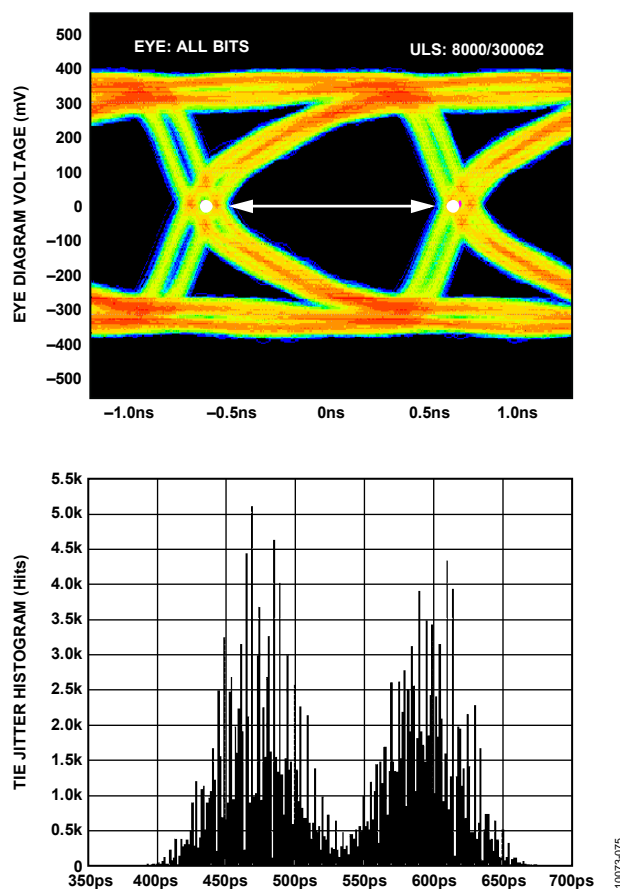 EYE: ALL BITS
ULS: 8000/300062
EYE DIAGRAM VOLTAGE (mV)
500
400
300
200
100
0
–100
–200
–300
–400
–500
–1.0ns –0.5ns 0ns 0.5ns 1.0ns
TIE JITTER HISTOGRAM (Hits)
5.5k
5.0k
4.5k
4.0k
3.5k
3.0k
2.5k
2.0k
1.5k
1.0k
0.5k
0
350ps 400ps 450ps 500ps 550ps 600ps 650ps 700ps
10073-075